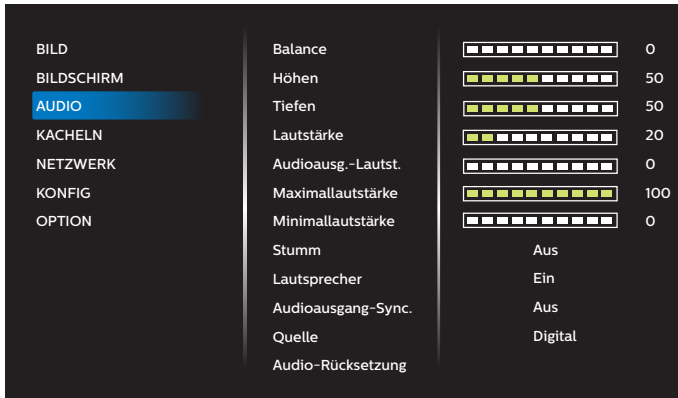 BILD
BILDSCHIRM
AUDIO
KACHELN
NETZWERK
KONFIG
OPTION
Balance 0
Höhen 50
Tiefen 50
Lautstärke 20
Audioausg.-Lautst. 0
Maximallautstärke 100
Minimallautstärke 0
Stumm Aus
Lautsprecher Ein
Audioausgang-Sync. Aus
Quelle Digital
Audio-Rücksetzung